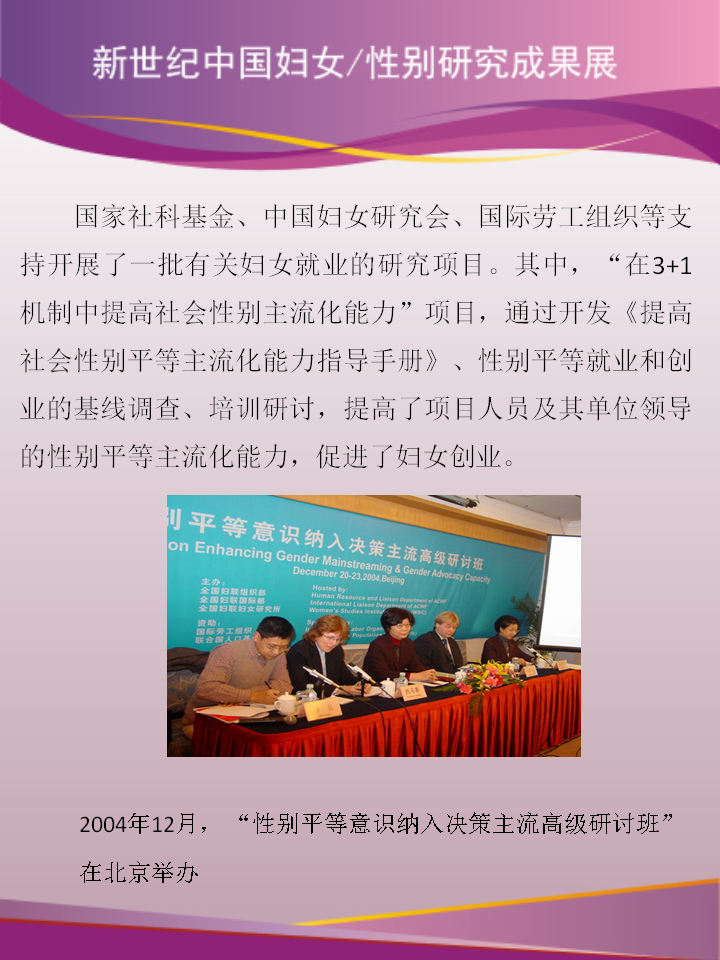 新世纪中国妇女/性别研究成果展
国家社科基金、中国妇女研究会、国际劳工组织等支
持开展了一批有关妇女就业的研究项目。其中，“在3+1
机制中提高社会性别主流化能力”项目，通过开发《提高
社会性别平等主流化能力指导手册》、性别平等就业和创
业的基线调查、培训研讨，提高了项目人员及其单位领导
的性别平等主流化能力，促进了妇女创业。
别平等意识纳入决策主流高级研讨班
on Enhancing Gender Mainstreaming & Gender Advocacy Capacity
December 20-23,2004,Beijing
主办：
全国妇联组织部
全国妇联国际部
全国妇联妇女研究所
Hosted by:
Human Resource and Liaison Department of ACWF
International Liaison Department of ACWF
Women's Studies Instit
资助：
国际劳工组织
联合国人口基
Labor Organ
Populat
2004年12月，“性别平等意识纳入决策主流高级研讨班”
在北京举办